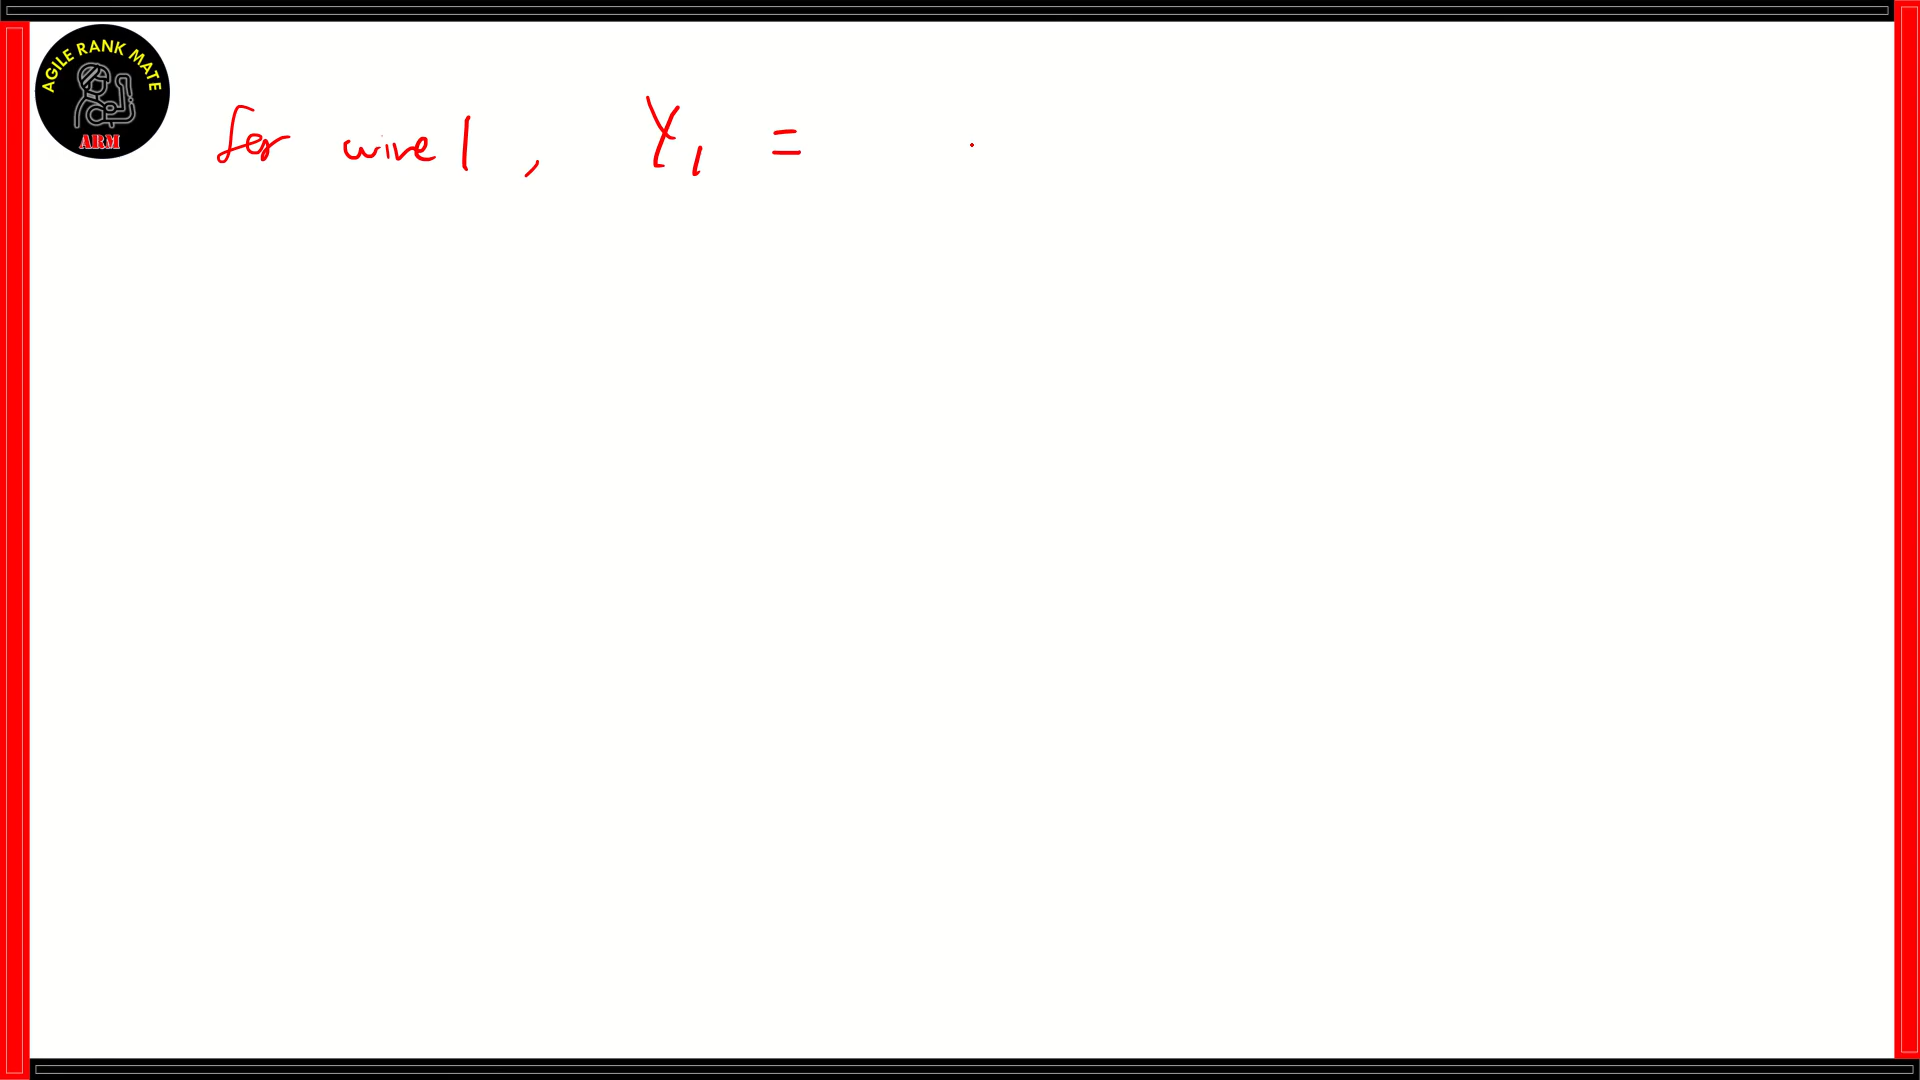 AGILE RANK MATE
ARM
for wire 1 , Y₁ =